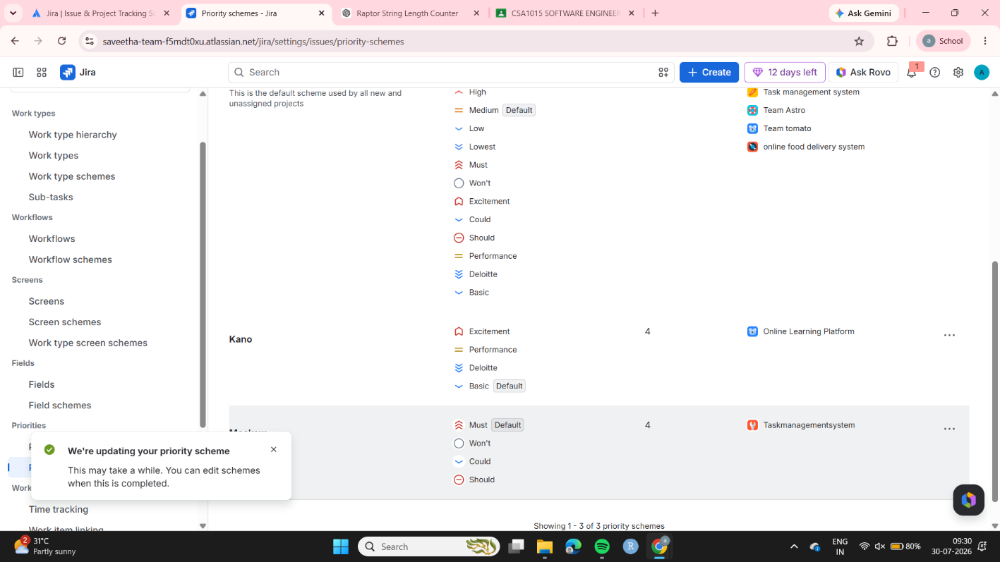 Jira | Issue & Project Tracking So
Priority schemes - Jira
Raptor String Length Counter
CSA1015 SOFTWARE ENGINEER
Ask Gemini
saveetha-team-f5mdt0xu.atlassian.net/jira/settings/issues/priority-schemes
a
School
Jira
Search
Create
12 days left
Ask Rovo
1
A
Work types
Work type hierarchy
Work types
Work type schemes
Sub-tasks
Workflows
Workflows
Workflow schemes
Screens
Screens
Screen schemes
Work type screen schemes
Fields
Fields
Field schemes
Priorities
Time tracking
Work item linking
This is the default scheme used by all new and
unassigned projects
High
Medium Default
Low
Lowest
Must
Won't
Excitement
Could
Should
Performance
Deloitte
Basic
Task management system
Team Astro
Team tomato
online food delivery system
Kano
Excitement
Performance
Deloitte
Basic Default
4
Online Learning Platform
Must Default
Won't
Could
Should
4
Taskmanagementsystem
We're updating your priority scheme
This may take a while. You can edit schemes
when this is completed.
Showing 1 - 3 of 3 priority schemes
2
31°C
Partly sunny
Search
R
a
ENG
IN
80%
09:30
30-07-2026